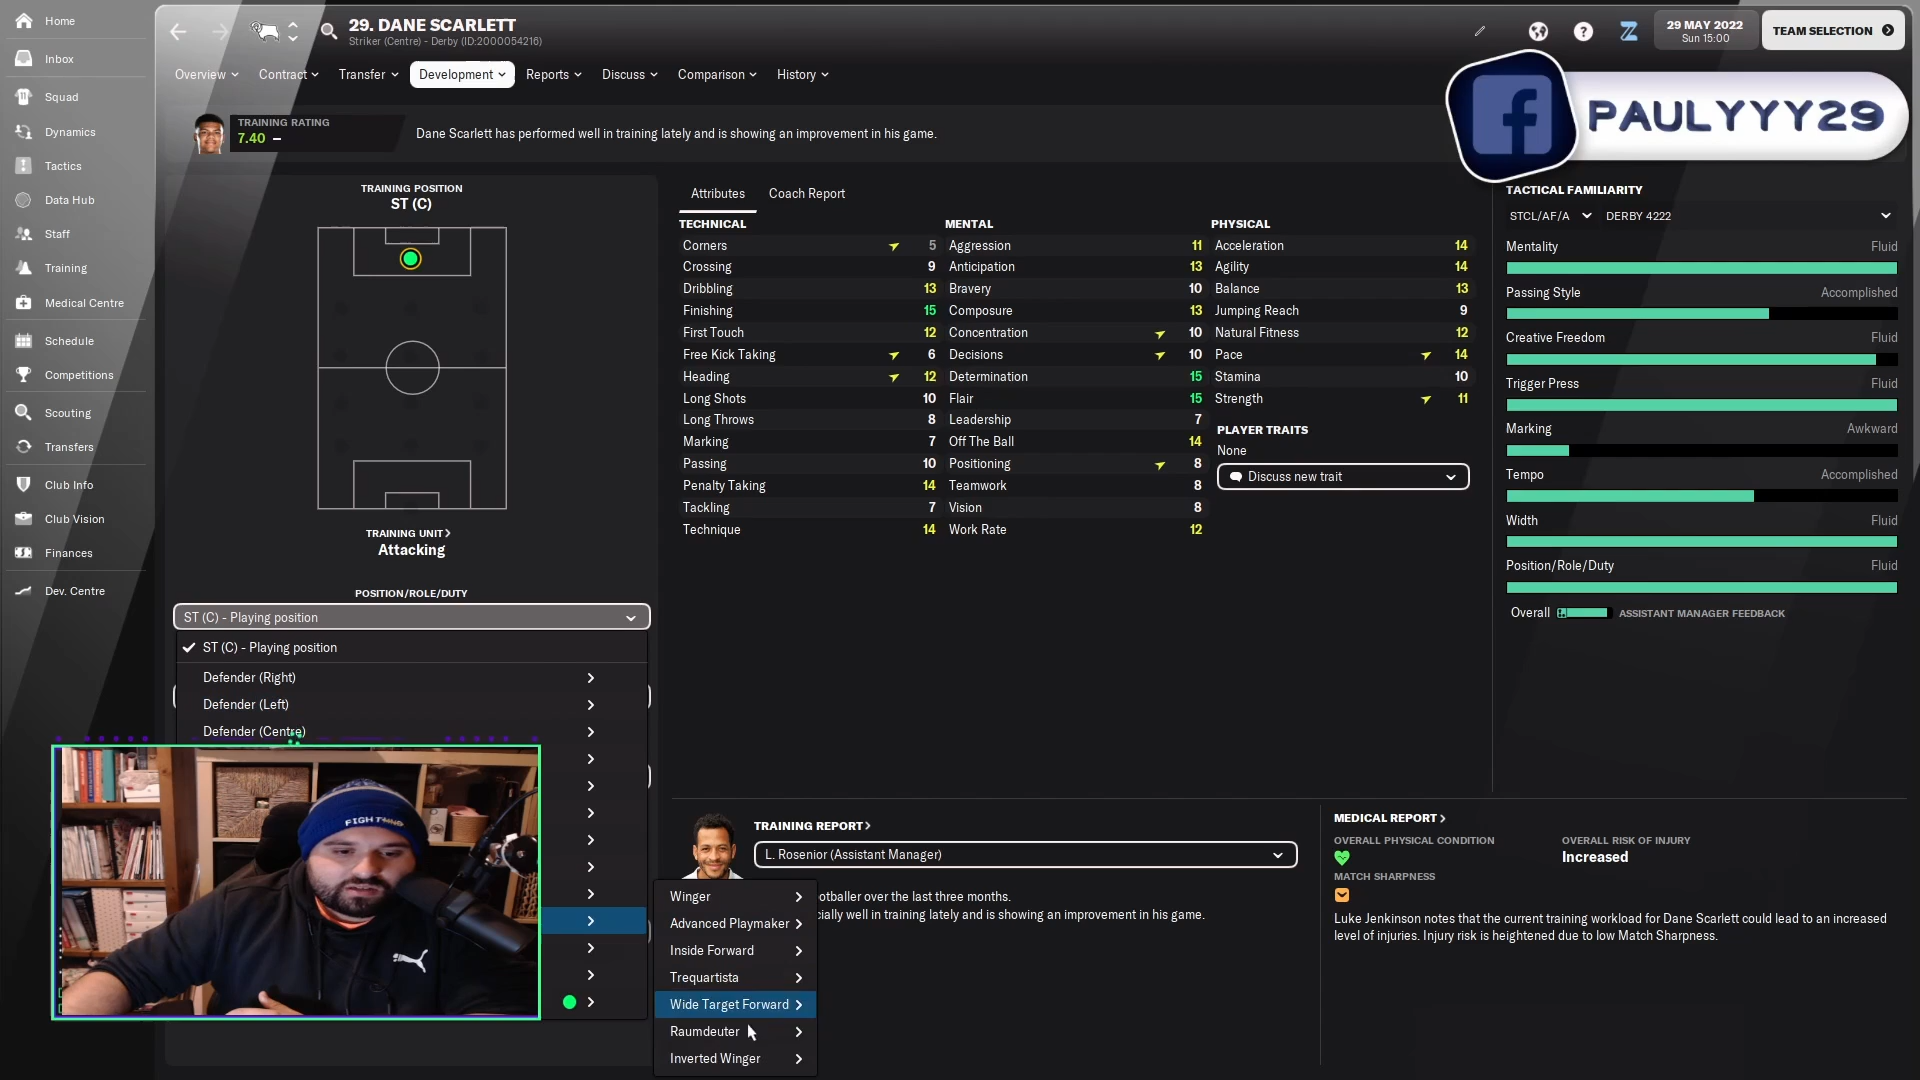 Home
Inbox
Squad
Dynamics
Tactics
Data Hub
Staff
Training
Medical Centre
Schedule
Competitions
Scouting
Transfers
Club Info
Club Vision
Finances
Dev. Centre
29. DANE SCARLETT
Striker (Centre) - Derby (ID:2000054216)
29 MAY 2022
Sun 15:00
TEAM SELECTION
Overview
Contract
Transfer
Development
Reports
Discuss
Comparison
History
PAULYYY29
TRAINING RATING
7.40 –
Dane Scarlett has performed well in training lately and is showing an improvement in his game.
TRAINING POSITION
ST (C)
TRAINING UNIT
Attacking
POSITION/ROLE/DUTY
ST (C) - Playing position
ST (C) - Playing position
Defender (Right)
Defender (Left)
Defender (Centre)
FIGHTING
Winger
Advanced Playmaker
Inside Forward
Trequartista
Wide Target Forward
Raumdeuter
Inverted Winger
Attributes
Coach Report
TECHNICAL
Corners 5
Crossing 9
Dribbling 13
Finishing 15
First Touch 12
Free Kick Taking 6
Heading 12
Long Shots 10
Long Throws 8
Marking 7
Passing 10
Penalty Taking 14
Tackling 7
Technique 14
MENTAL
Aggression 11
Anticipation 13
Bravery 10
Composure 13
Concentration 10
Decisions 10
Determination 15
Flair 15
Leadership 7
Off The Ball 14
Positioning 8
Teamwork 8
Vision 8
Work Rate 12
PHYSICAL
Acceleration 14
Agility 14
Balance 13
Jumping Reach 9
Natural Fitness 12
Pace 14
Stamina 10
Strength 11
PLAYER TRAITS
None
Discuss new trait
TACTICAL FAMILIARITY
STCL/AF/A
DERBY 4222
Mentality Fluid
Passing Style Accomplished
Creative Freedom Fluid
Trigger Press Fluid
Marking Awkward
Tempo Accomplished
Width Fluid
Position/Role/Duty Fluid
Overall ASSISTANT MANAGER FEEDBACK
TRAINING REPORT
L. Rosenior (Assistant Manager)
otballer over the last three months.
cially well in training lately and is showing an improvement in his game.
MEDICAL REPORT
OVERALL PHYSICAL CONDITION
OVERALL RISK OF INJURY
Increased
MATCH SHARPNESS
Luke Jenkinson notes that the current training workload for Dane Scarlett could lead to an increased
level of injuries. Injury risk is heightened due to low Match Sharpness.